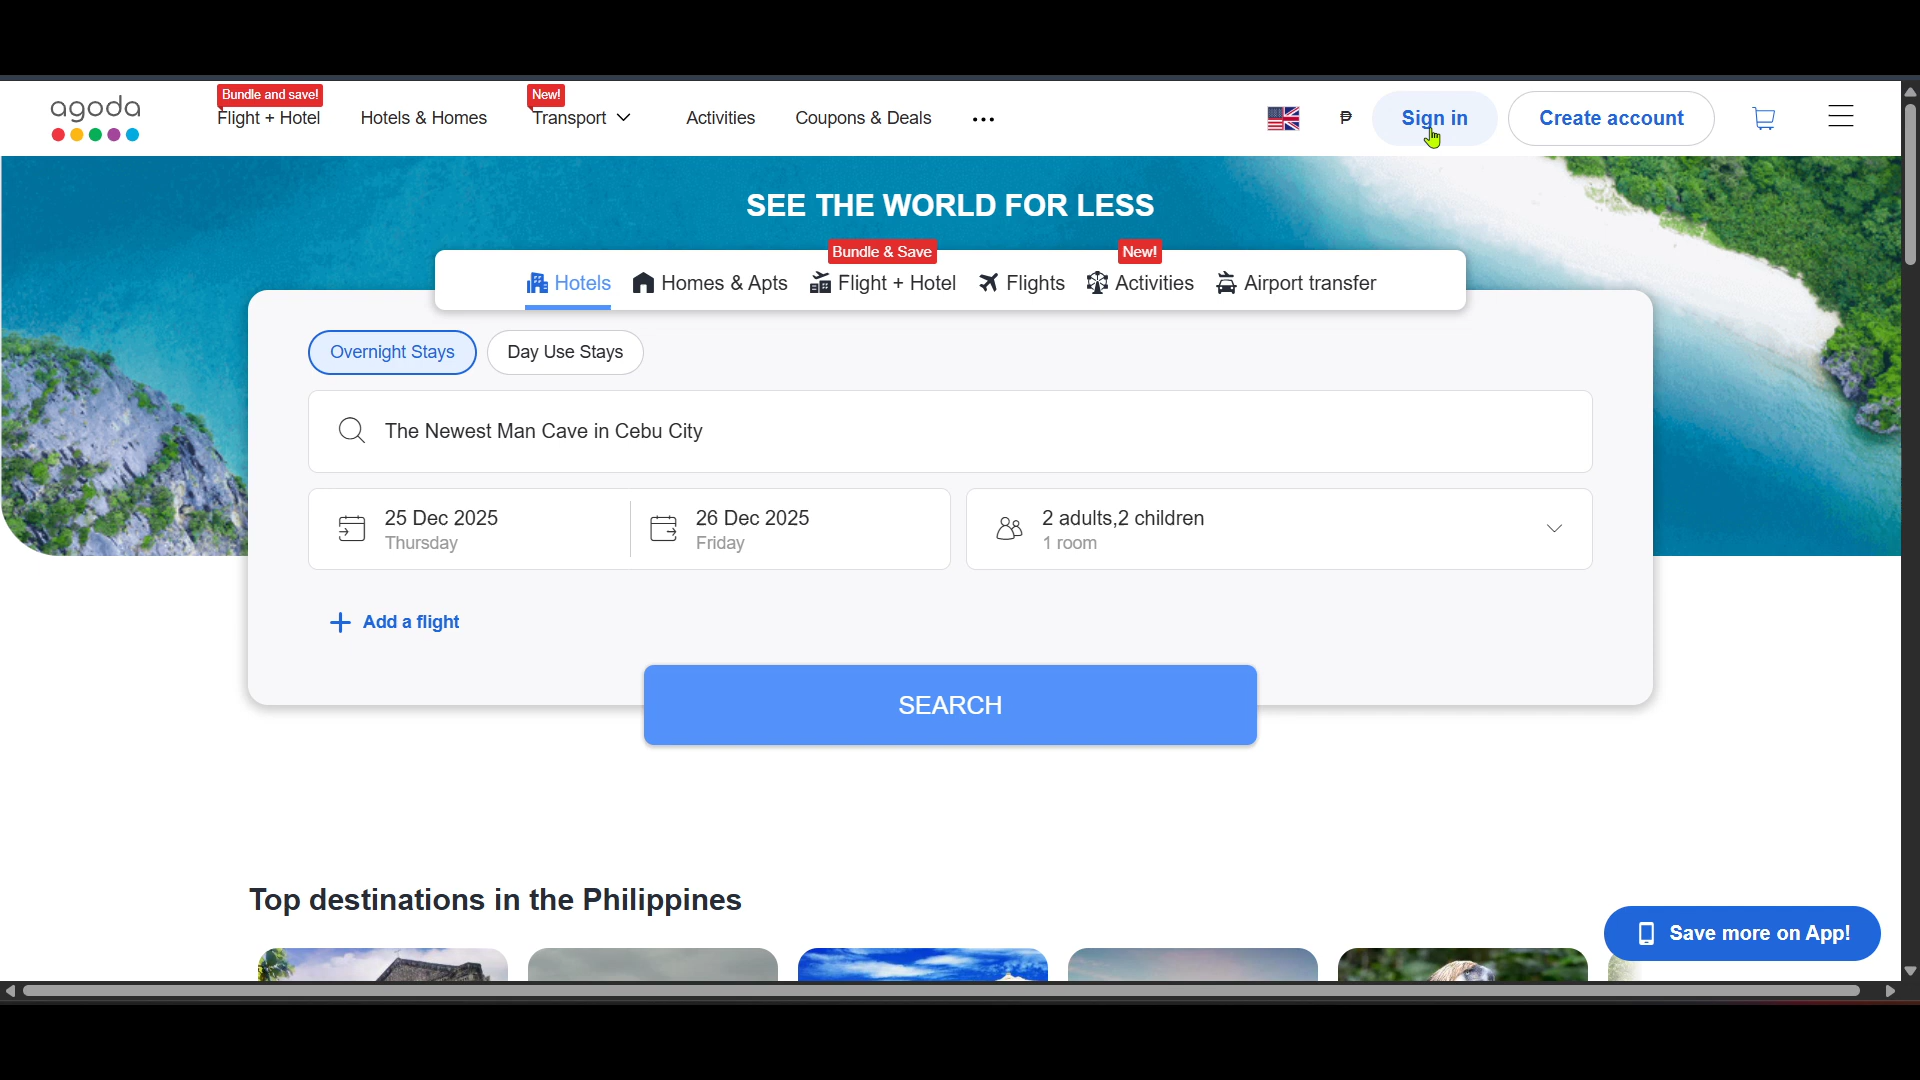 agoda
Bundle and save!
Flight + Hotel
Hotels & Homes
New!
Transport
Activities
Coupons & Deals
₱
Sign in
Create account
SEE THE WORLD FOR LESS
Bundle & Save
New!
Hotels
Homes & Apts
Flight + Hotel
Flights
Activities
Airport transfer
Overnight Stays
Day Use Stays
The Newest Man Cave in Cebu City
25 Dec 2025
Thursday
26 Dec 2025
Friday
2 adults,2 children
1 room
Add a flight
SEARCH
Top destinations in the Philippines
Save more on App!